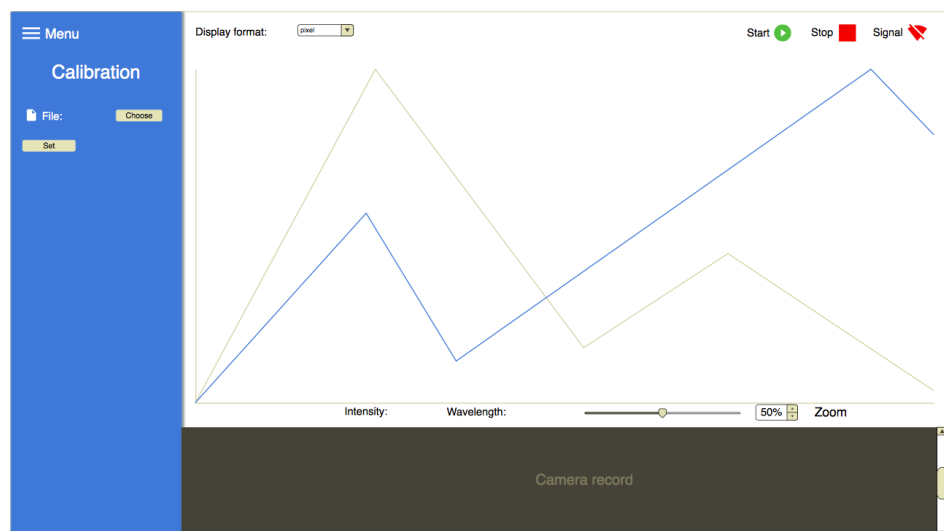 Menu
Display format:
pixel
Start
Stop
Signal
Calibration
File:
Choose
Set
Intensity:
Wavelength:
50%
Zoom
Camera record